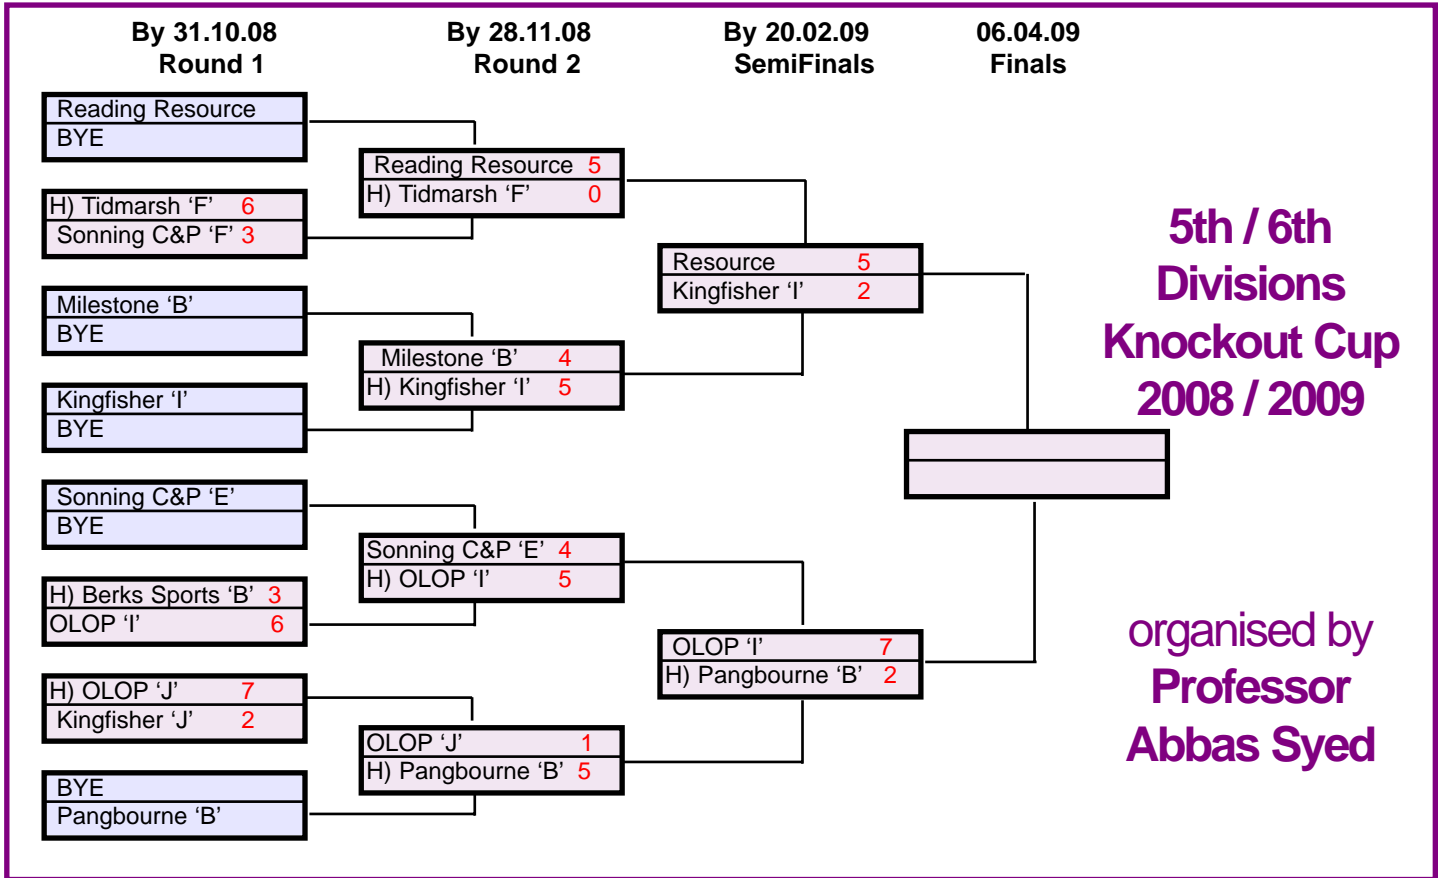 By 31.10.08
Round 1
By 28.11.08
Round 2
By 20.02.09
SemiFinals
06.04.09
Finals
Reading Resource
BYE
H) Tidmarsh ‘F’ 6
Sonning C&P ‘F’ 3
Milestone ‘B’
BYE
Kingfisher ‘I’
BYE
Sonning C&P ‘E’
BYE
H) Berks Sports ‘B’ 3
OLOP ‘I’ 6
H) OLOP ‘J’ 7
Kingfisher ‘J’ 2
BYE
Pangbourne ‘B’
Reading Resource 5
H) Tidmarsh ‘F’ 0
Milestone ‘B’ 4
H) Kingfisher ‘I’ 5
Sonning C&P ‘E’ 4
H) OLOP ‘I’ 5
OLOP ‘J’ 1
H) Pangbourne ‘B’ 5
Resource 5
Kingfisher ‘I’ 2
OLOP ‘I’ 7
H) Pangbourne ‘B’ 2
5th / 6th
Divisions
Knockout Cup
2008 / 2009
organised by
Professor
Abbas Syed